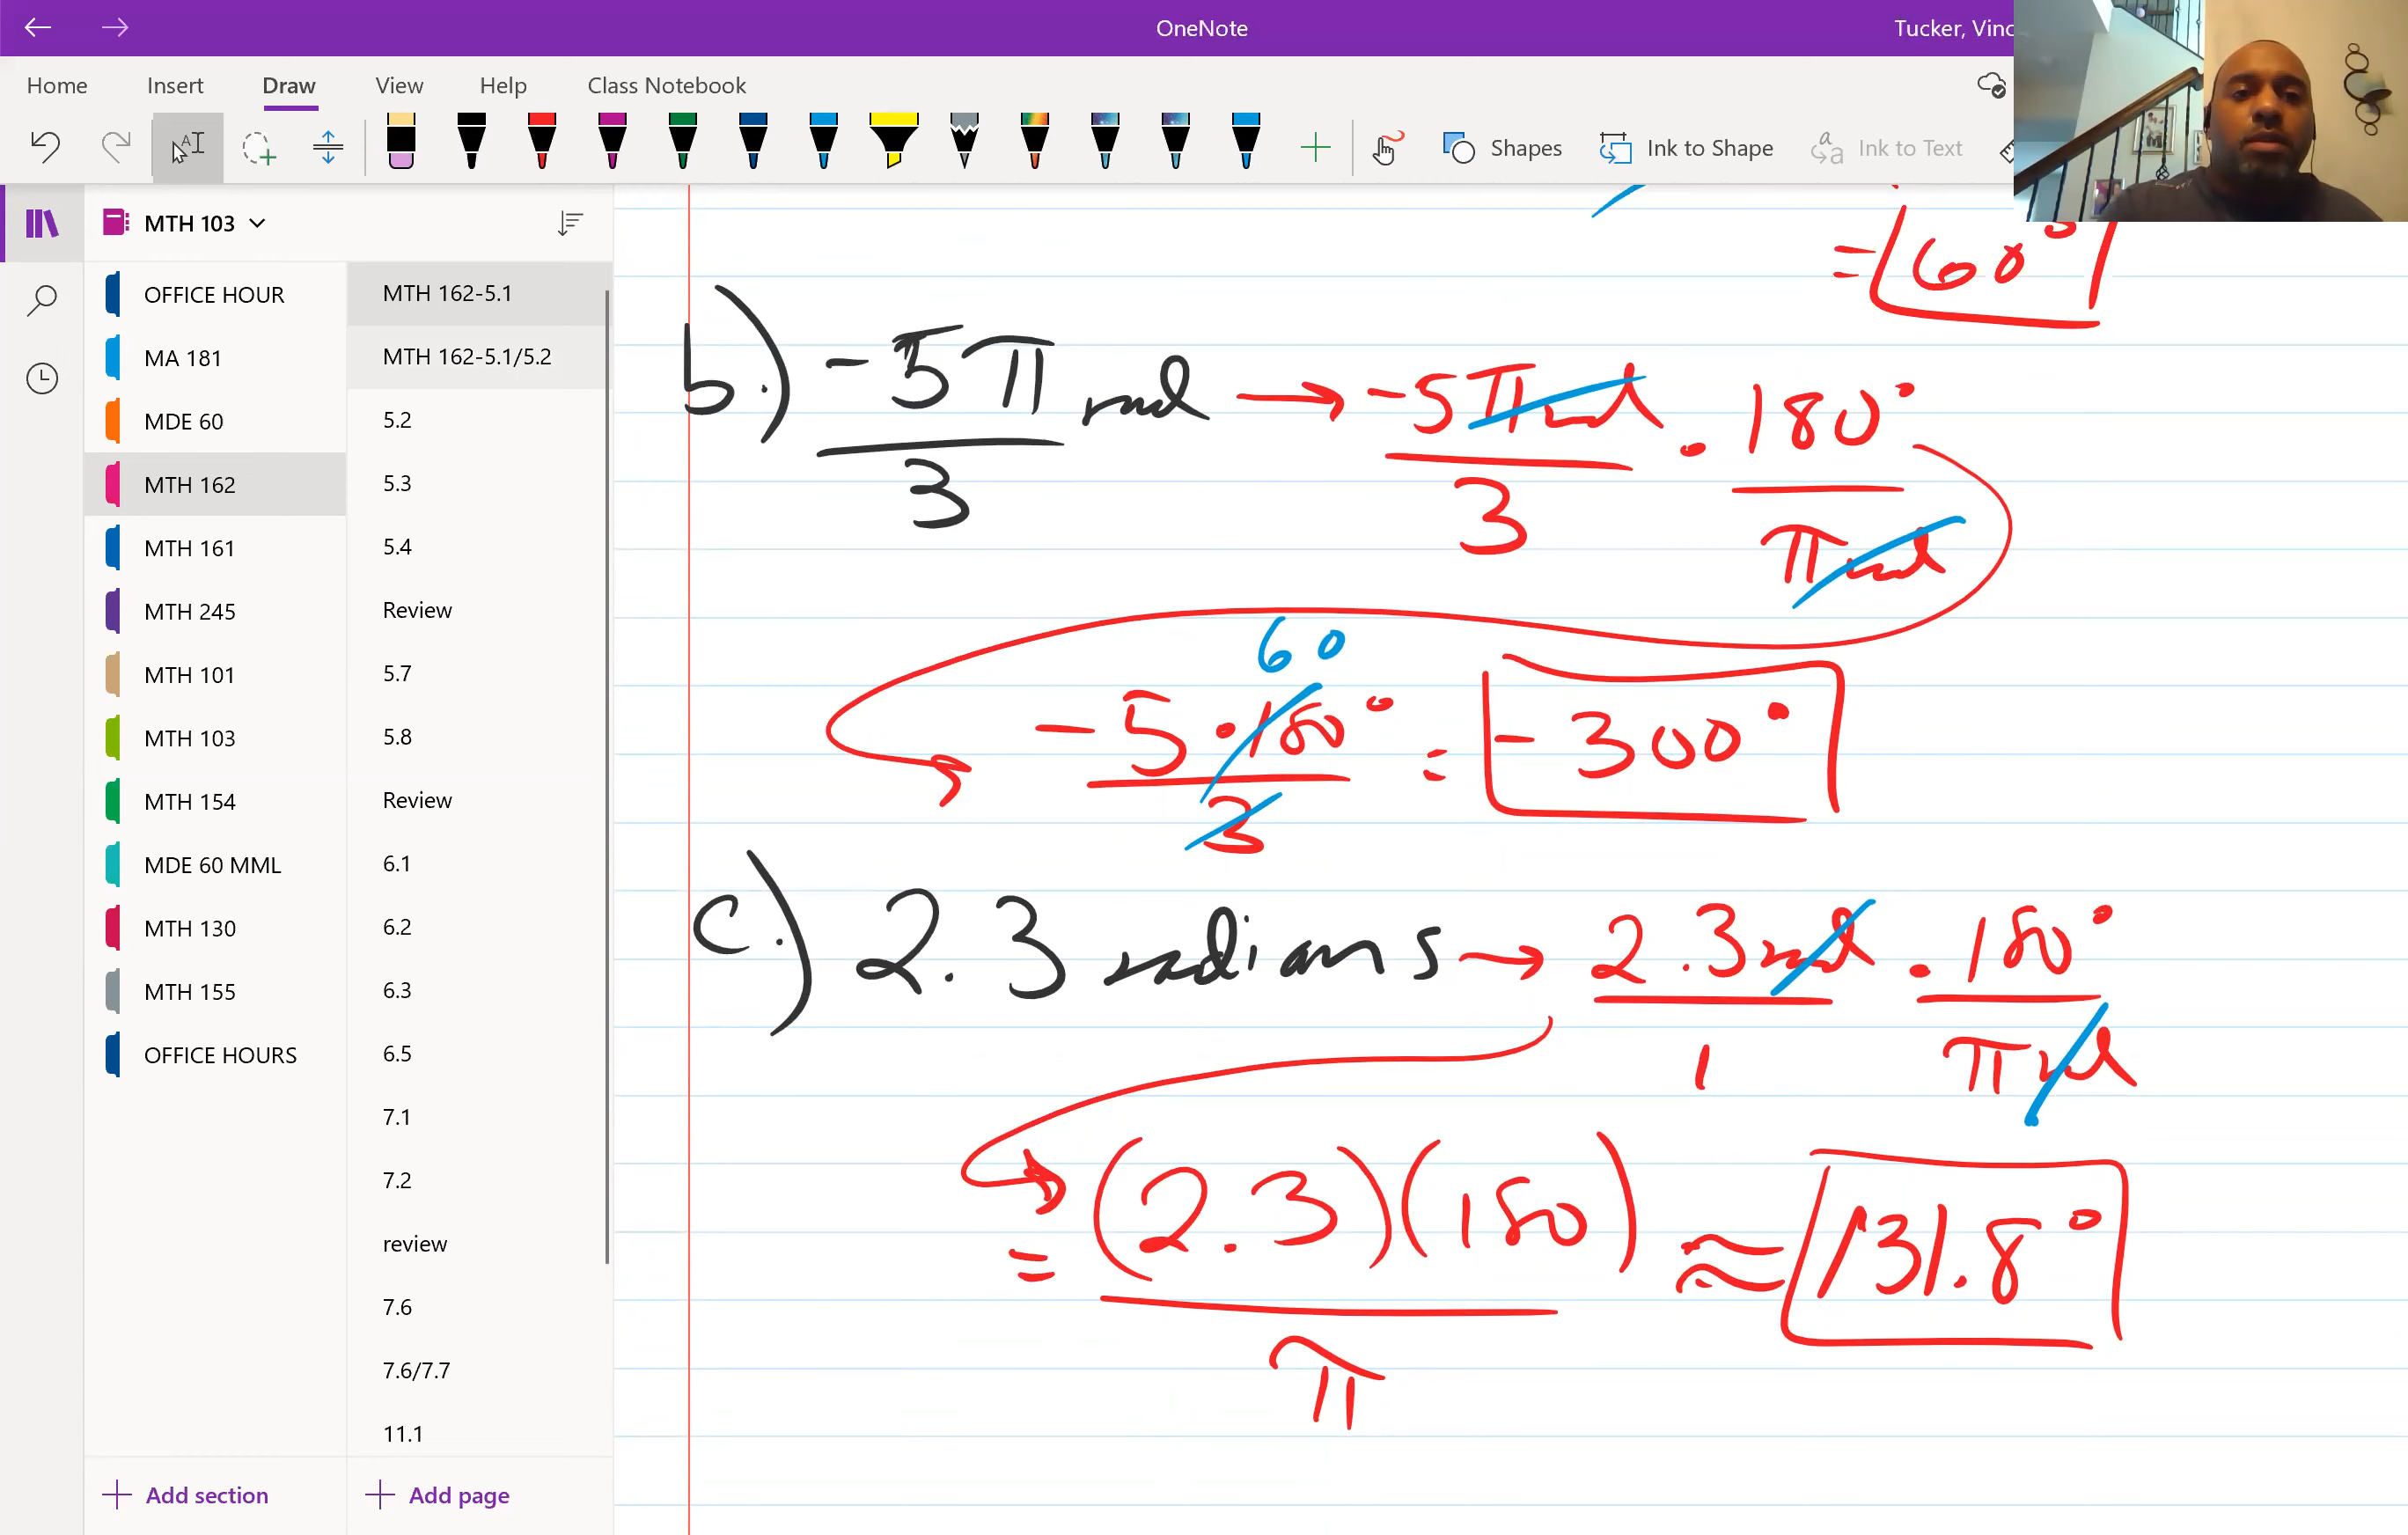 OneNote
Tucker, Vinc
Home Insert Draw View Help Class Notebook
Shapes Ink to Shape Ink to Text
MTH 103
OFFICE HOUR
MA 181
MDE 60
MTH 162
MTH 161
MTH 245
MTH 101
MTH 103
MTH 154
MDE 60 MML
MTH 130
MTH 155
OFFICE HOURS
Add section
MTH 162-5.1
MTH 162-5.1/5.2
5.2
5.3
5.4
Review
5.7
5.8
Review
6.1
6.2
6.3
6.5
7.1
7.2
review
7.6
7.6/7.7
11.1
Add page
= 60°
b.) -5π/3 rad → -5π rad/3 · 180°/π rad
60
-5 · 180°/3 = -300°
c.) 2.3 radians → 2.3 rad/1 · 180°/π rad
= (2.3)(180)/π ≈ 131.8°